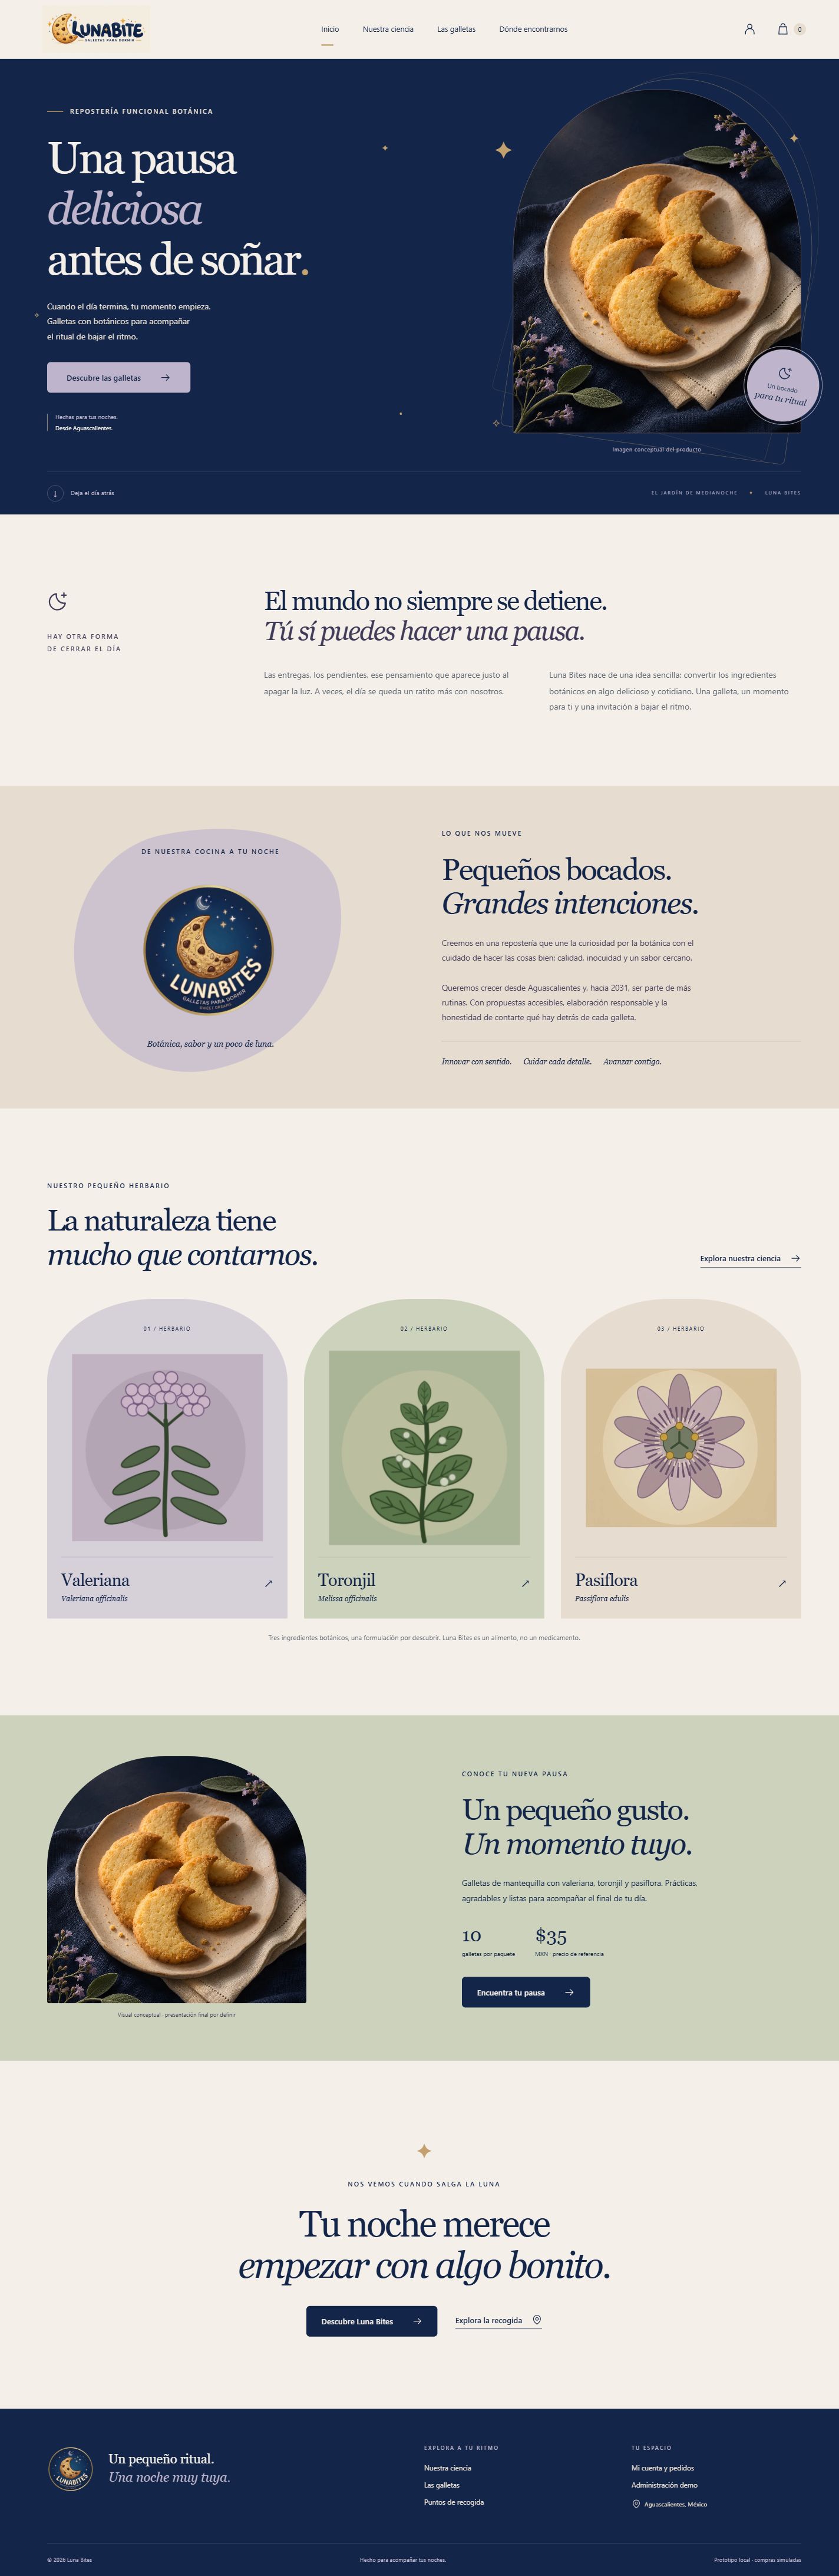 LUNABITE
GALLETAS PARA DORMIR
Inicio
Nuestra ciencia
Las galletas
Dónde encontrarnos
0
REPOSTERÍA FUNCIONAL BOTÁNICA
Una pausa
deliciosa
antes de soñar.
Cuando el día termina, tu momento empieza.
Galletas con botánicos para acompañar
el ritual de bajar el ritmo.
Descubre las galletas
Hechas para tus noches.
Desde Aguascalientes.
Un bocado
para tu ritual
Imagen conceptual del producto
Deja el día atrás
EL JARDÍN DE MEDIANOCHE
LUNA BITES
HAY OTRA FORMA
DE CERRAR EL DÍA
El mundo no siempre se detiene.
Tú sí puedes hacer una pausa.
Las entregas, los pendientes, ese pensamiento que aparece justo al
apagar la luz. A veces, el día se queda un ratito más con nosotros.
Luna Bites nace de una idea sencilla: convertir los ingredientes
botánicos en algo delicioso y cotidiano. Una galleta, un momento
para ti y una invitación a bajar el ritmo.
DE NUESTRA COCINA A TU NOCHE
LUNABITES
GALLETAS PARA DORMIR
SWEET DREAMS
Botánica, sabor y un poco de luna.
LO QUE NOS MUEVE
Pequeños bocados.
Grandes intenciones.
Creemos en una repostería que une la curiosidad por la botánica con el
cuidado de hacer las cosas bien: calidad, inocuidad y un sabor cercano.
Queremos crecer desde Aguascalientes y, hacia 2031, ser parte de más
rutinas. Con propuestas accesibles, elaboración responsable y la
honestidad de contarte qué hay detrás de cada galleta.
Innovar con sentido.
Cuidar cada detalle.
Avanzar contigo.
NUESTRO PEQUEÑO HERBARIO
La naturaleza tiene
mucho que contarnos.
Explora nuestra ciencia
01 / HERBARIO
Valeriana
Valeriana officinalis
02 / HERBARIO
Toronjil
Melissa officinalis
03 / HERBARIO
Pasiflora
Passiflora edulis
Tres ingredientes botánicos, una formulación por descubrir. Luna Bites es un alimento, no un medicamento.
Visual conceptual · presentación final por definir
CONOCE TU NUEVA PAUSA
Un pequeño gusto.
Un momento tuyo.
Galletas de mantequilla con valeriana, toronjil y pasiflora. Prácticas,
agradables y listas para acompañar el final de tu día.
10
galletas por paquete
$35
MXN · precio de referencia
Encuentra tu pausa
NOS VEMOS CUANDO SALGA LA LUNA
Tu noche merece
empezar con algo bonito.
Descubre Luna Bites
Explora la recogida
LUNABITES
Un pequeño ritual.
Una noche muy tuya.
EXPLORA A TU RITMO
Nuestra ciencia
Las galletas
Puntos de recogida
TU ESPACIO
Mi cuenta y pedidos
Administración demo
Aguascalientes, México
© 2026 Luna Bites
Hecho para acompañar tus noches.
Prototipo local · compras simuladas